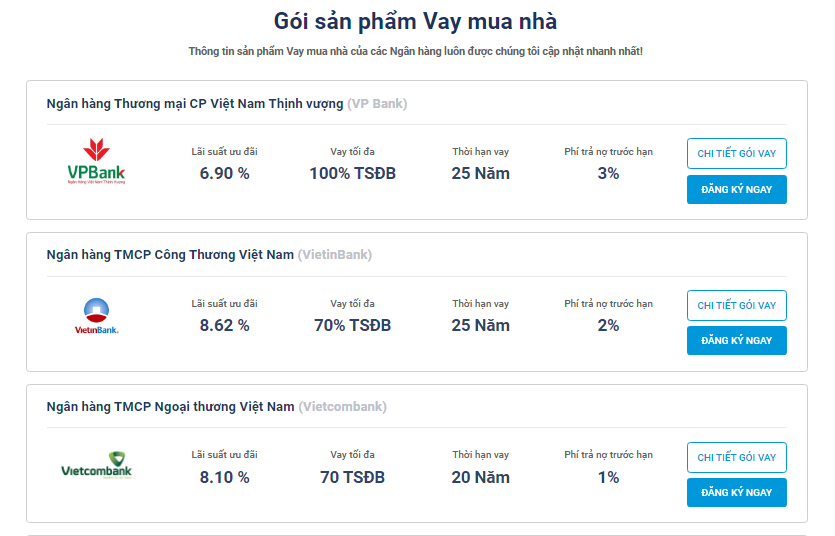 Gói sản phẩm Vay mua nhà
Thông tin sản phẩm Vay mua nhà của các Ngân hàng luôn được chúng tôi cập nhật nhanh nhất!
Ngân hàng Thương mại CP Việt Nam Thịnh vượng (VP Bank)
VPBank
Ngân Hàng Việt Nam Thịnh Vượng
Lãi suất ưu đãi
6.90 %
Vay tối đa
100% TSĐB
Thời hạn vay
25 Năm
Phí trả nợ trước hạn
3%
CHI TIẾT GÓI VAY
ĐĂNG KÝ NGAY
Ngân hàng TMCP Công Thương Việt Nam (VietinBank)
VietinBank.
Lãi suất ưu đãi
8.62 %
Vay tối đa
70% TSĐB
Thời hạn vay
25 Năm
Phí trả nợ trước hạn
2%
CHI TIẾT GÓI VAY
ĐĂNG KÝ NGAY
Ngân hàng TMCP Ngoại thương Việt Nam (Vietcombank)
Vietcombank
Lãi suất ưu đãi
8.10 %
Vay tối đa
70 TSĐB
Thời hạn vay
20 Năm
Phí trả nợ trước hạn
1%
CHI TIẾT GÓI VAY
ĐĂNG KÝ NGAY